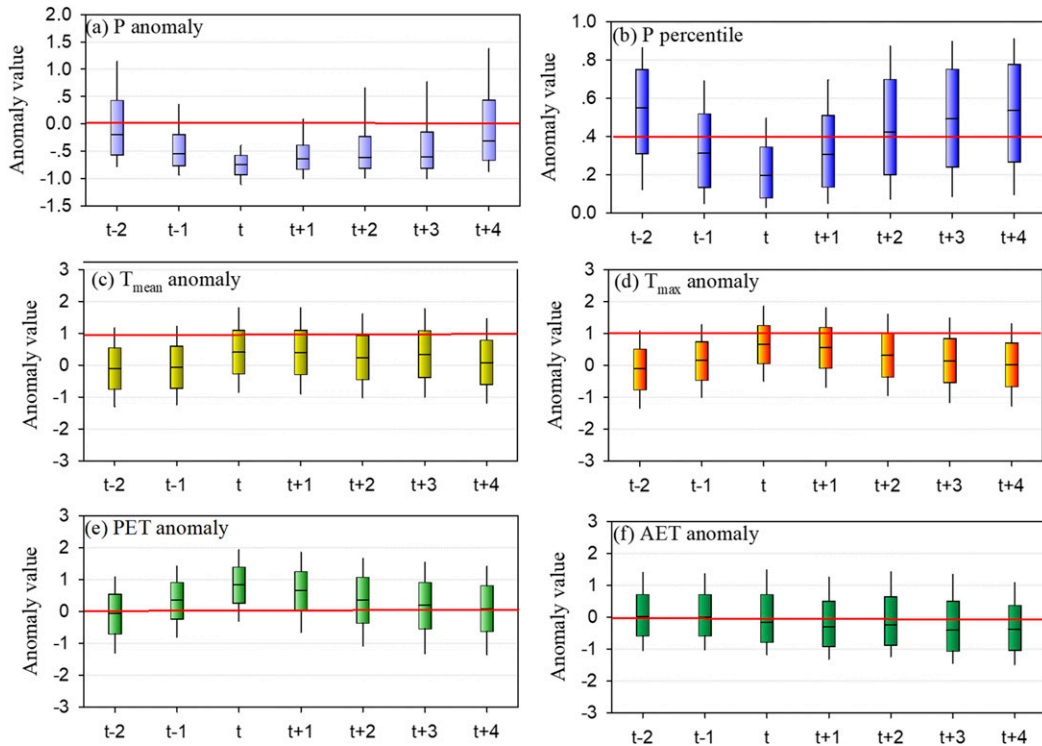 (a) P anomaly
Anomaly value
2.0
1.5
1.0
.5
0.0
-.5
-1.0
-1.5
t-2 t-1 t t+1 t+2 t+3 t+4
(b) P percentile
Anomaly value
1.0
.8
.6
.4
.2
0.0
t-2 t-1 t t+1 t+2 t+3 t+4
(c) Tmean anomaly
Anomaly value
3
2
1
0
-1
-2
-3
t-2 t-1 t t+1 t+2 t+3 t+4
(d) Tmax anomaly
Anomaly value
3
2
1
0
-1
-2
-3
t-2 t-1 t t+1 t+2 t+3 t+4
(e) PET anomaly
Anomaly value
3
2
1
0
-1
-2
-3
t-2 t-1 t t+1 t+2 t+3 t+4
(f) AET anomaly
Anomaly value
3
2
1
0
-1
-2
-3
t-2 t-1 t t+1 t+2 t+3 t+4